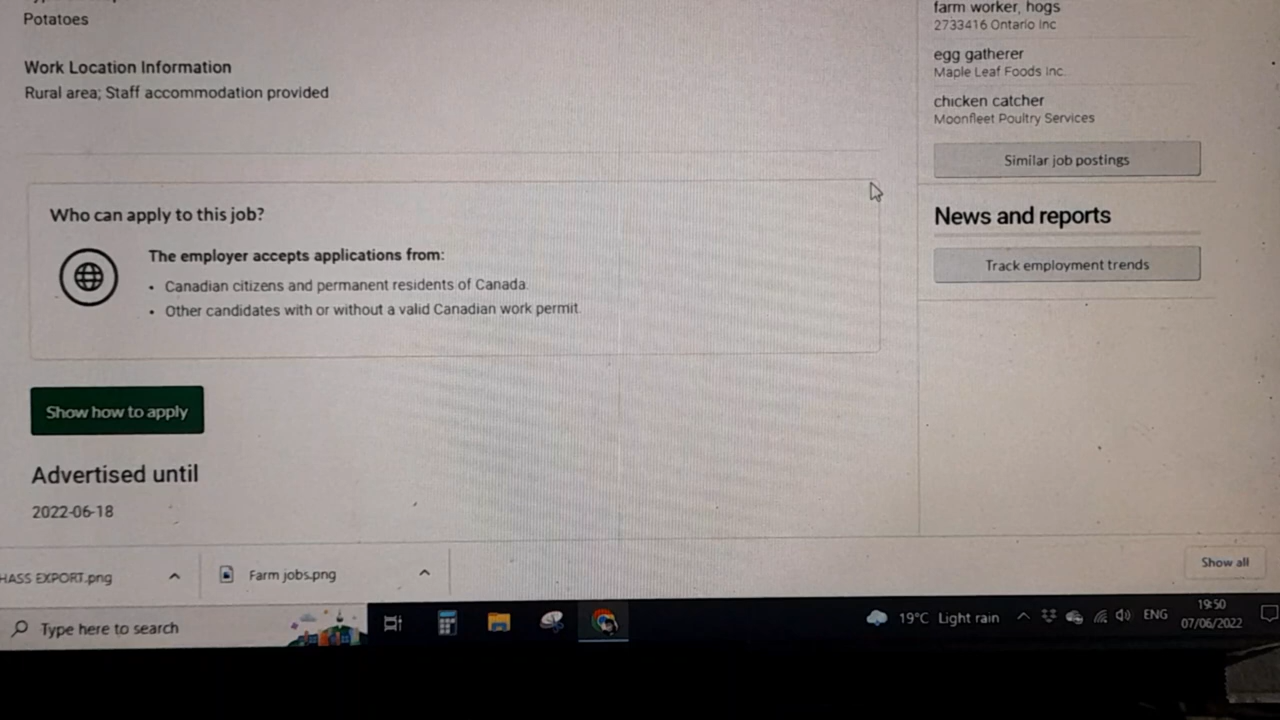 Potatoes
Work Location Information
Rural area; Staff accommodation provided
Who can apply to this job?
The employer accepts applications from:
• Canadian citizens and permanent residents of Canada.
• Other candidates with or without a valid Canadian work permit.
Show how to apply
Advertised until
2022-06-18
farm worker, hogs
2733416 Ontario Inc
egg gatherer
Maple Leaf Foods Inc.
chicken catcher
Moonfleet Poultry Services
Similar job postings
News and reports
Track employment trends
HASS EXPORT.png
Farm jobs.png
Show all
Type here to search
19°C Light rain
ENG
19:50
07/06/2022